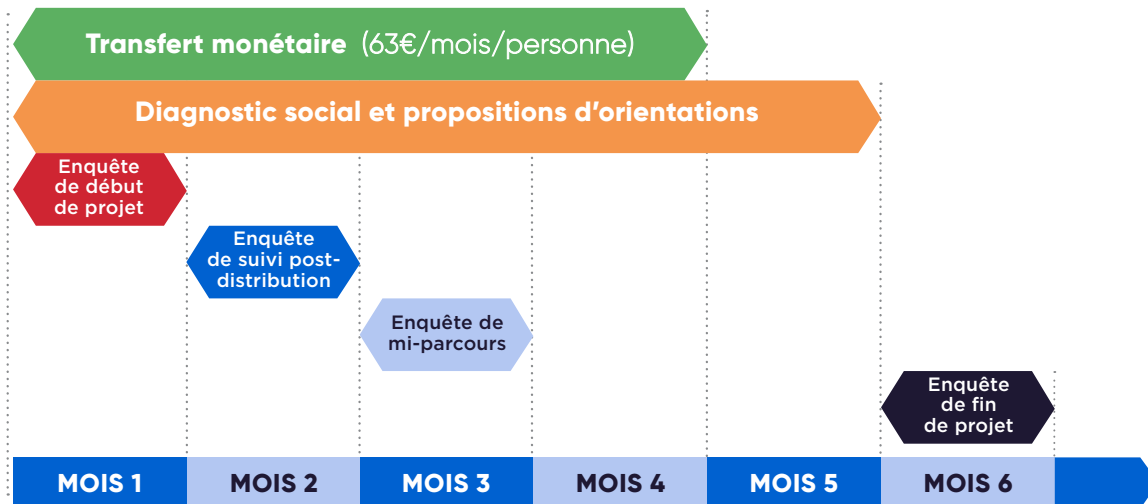 Transfert monétaire (63€/mois/personne)
Diagnostic social et propositions d'orientations
Enquête
de début
de projet
Enquête
de suivi post-
distribution
Enquête de
mi-parcours
Enquête
de fin
de projet
MOIS 1 MOIS 2 MOIS 3 MOIS 4 MOIS 5 MOIS 6